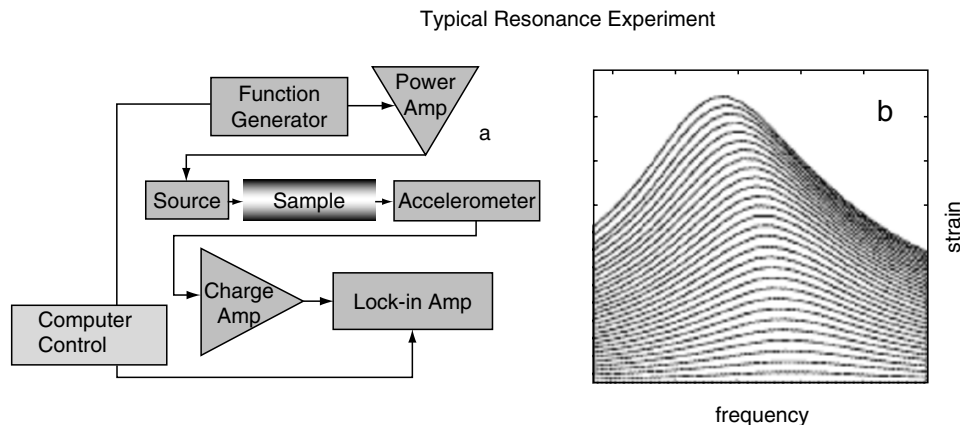 Typical Resonance Experiment
Function
Generator
Power
Amp
a
Source
Sample
Accelerometer
Charge
Amp
Lock-in Amp
Computer
Control
b
strain
frequency